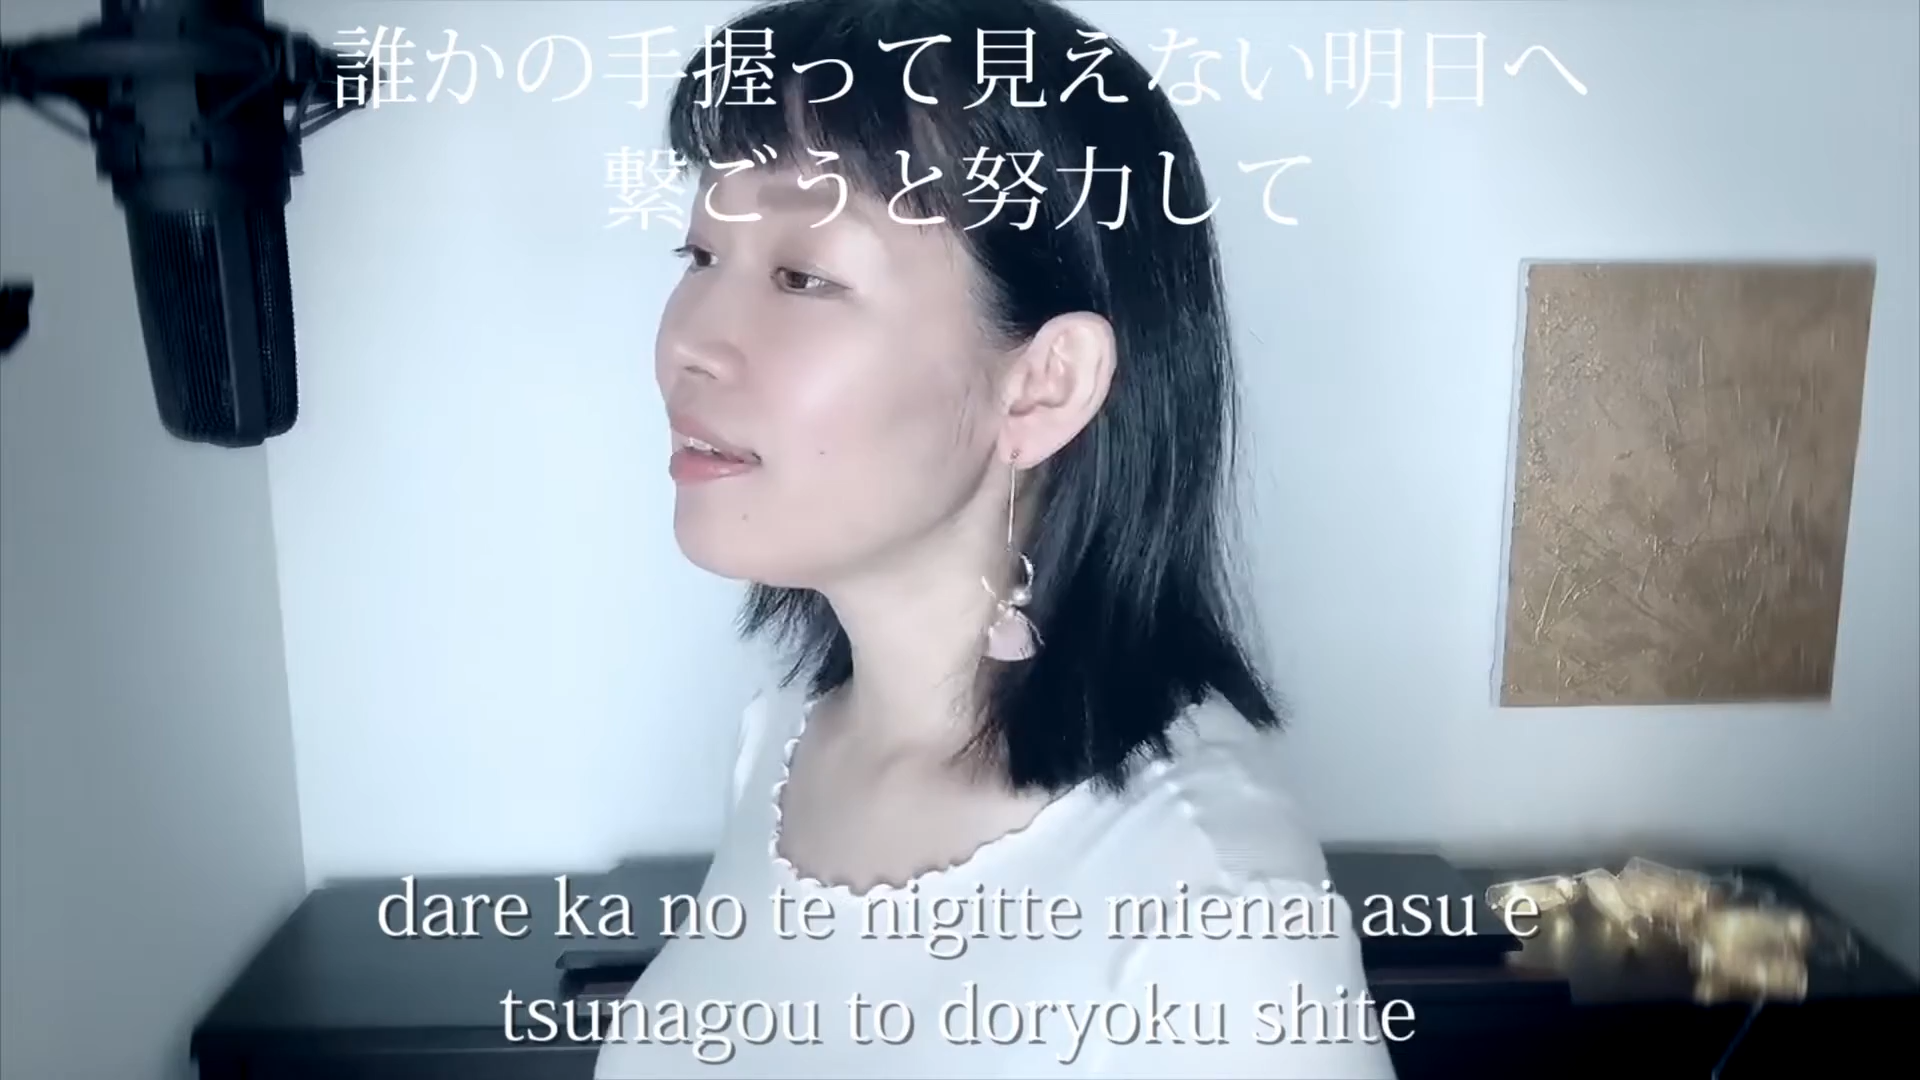 誰かの手握って見えない明日へ
繋ごうと努力して
dare ka no te nigitte mienai asu e
tsunagou to doryoku shite